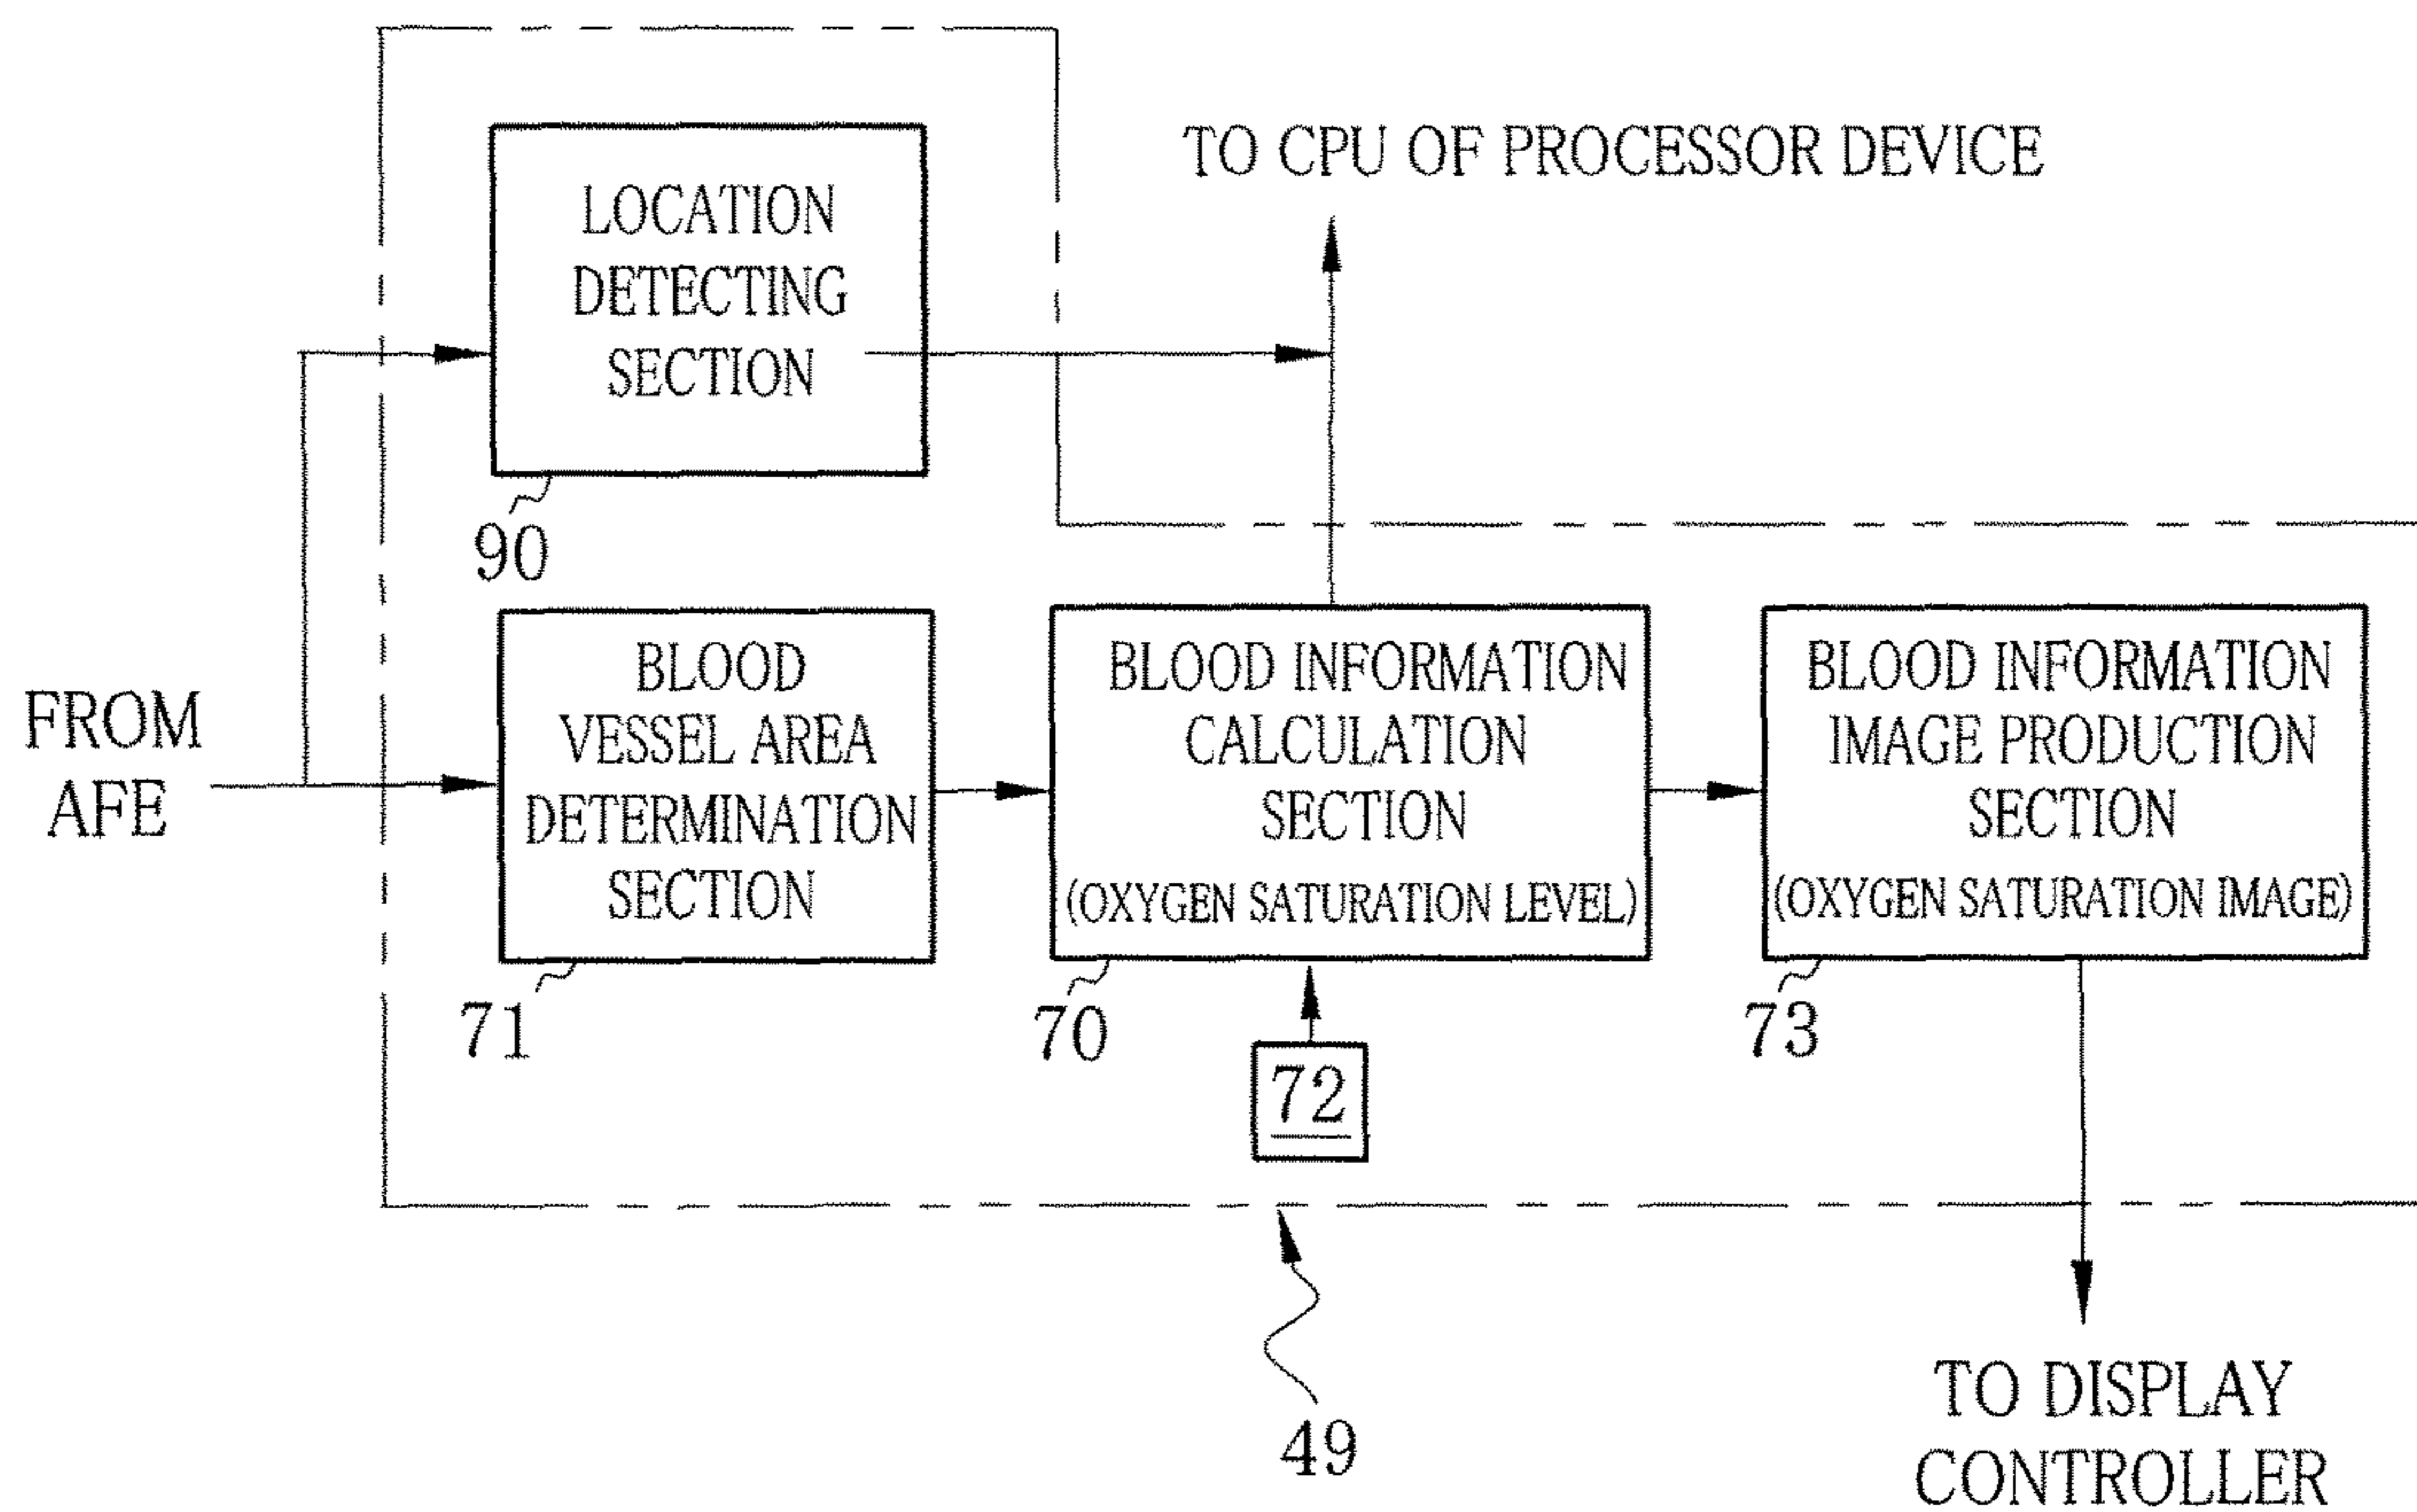 LOCATION
DETECTING
SECTION
90
TO CPU OF PROCESSOR DEVICE
FROM
AFE
BLOOD
VESSEL AREA
DETERMINATION
SECTION
71
BLOOD INFORMATION
CALCULATION
SECTION
(OXYGEN SATURATION LEVEL)
70
72
BLOOD INFORMATION
IMAGE PRODUCTION
SECTION
(OXYGEN SATURATION IMAGE)
73
49
TO DISPLAY
CONTROLLER